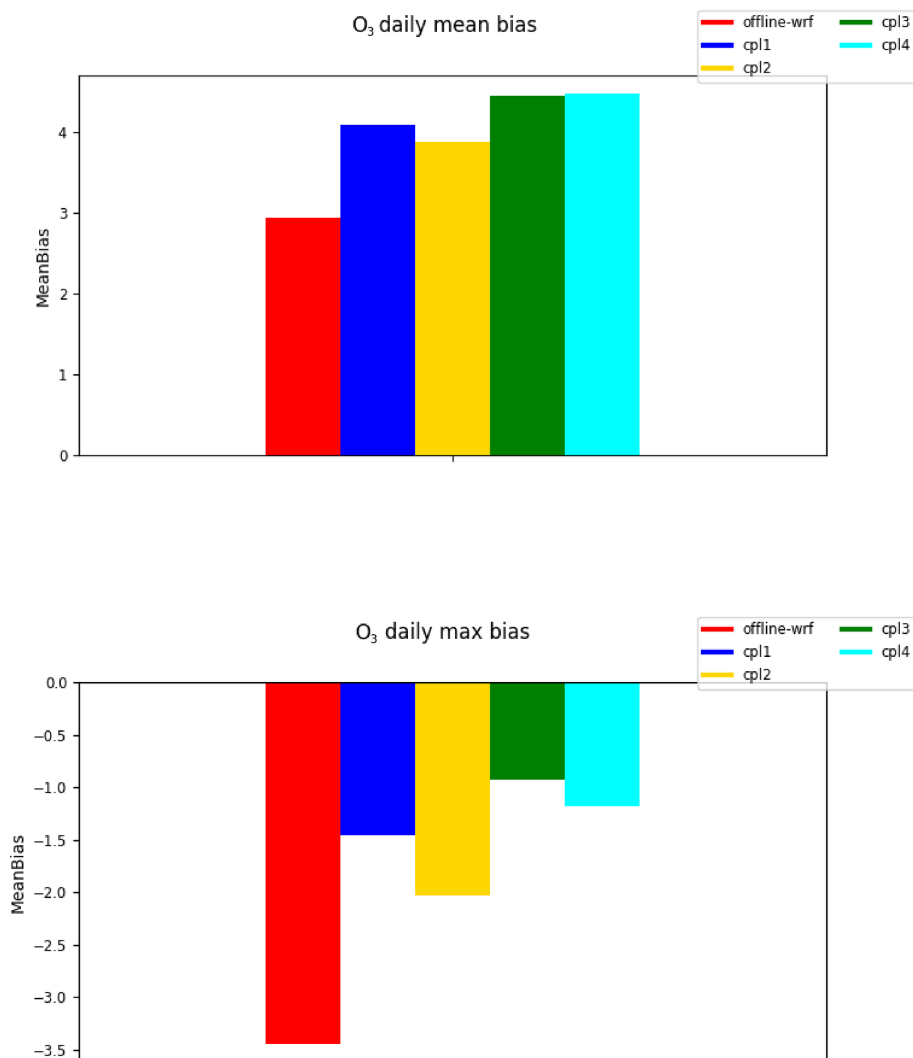 O₃ daily mean bias
offline-wrf
cpl1
cpl2
cpl3
cpl4
4
3
2
1
0
MeanBias
O₃ daily max bias
offline-wrf
cpl1
cpl2
cpl3
cpl4
0.0
−0.5
−1.0
−1.5
−2.0
−2.5
−3.0
−3.5
MeanBias